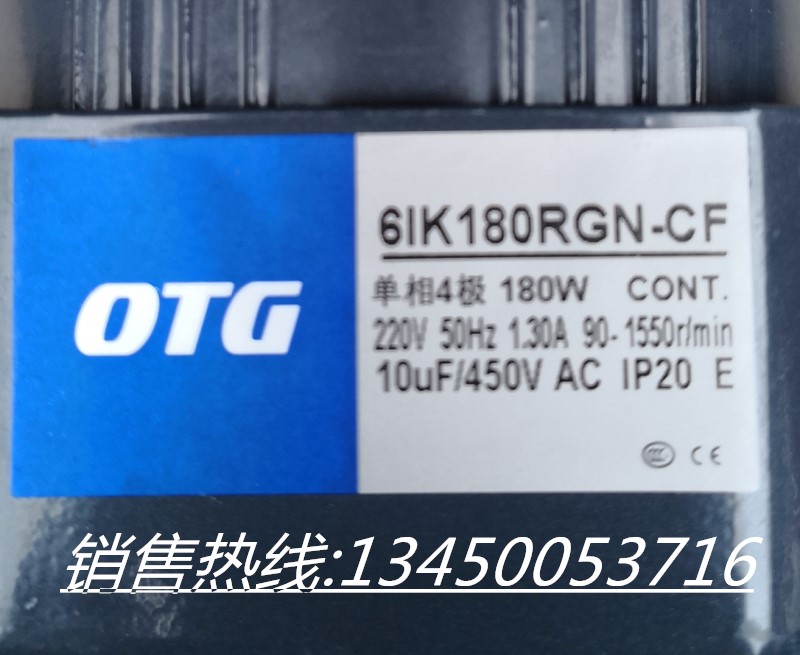 OTG
6IK180RGN-CF
单相4极 180W CONT.
220V 50Hz 1.30A 90-1550r/min
10uF/450V AC IP20 E
CCC CE
销售热线:13450053716